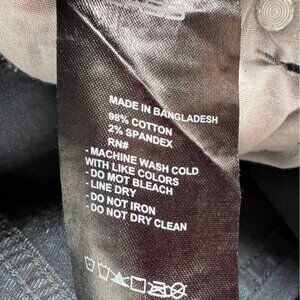 MADE IN BANGLADESH
98% COTTON
2% SPANDEX
RN#
- MACHINE WASH COLD
WITH LIKE COLORS
- DO MOT BLEACH
- LINE DRY
- DO NOT IRON
- DO NOT DRY CLEAN